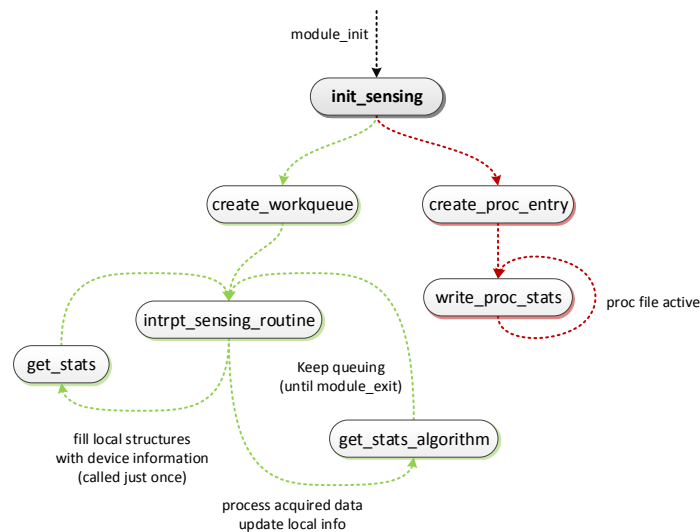 module_init
init_sensing
create_workqueue
create_proc_entry
write_proc_stats
proc file active
intrpt_sensing_routine
get_stats
Keep queuing
(until module_exit)
get_stats_algorithm
fill local structures
with device information
(called just once)
process acquired data
update local info